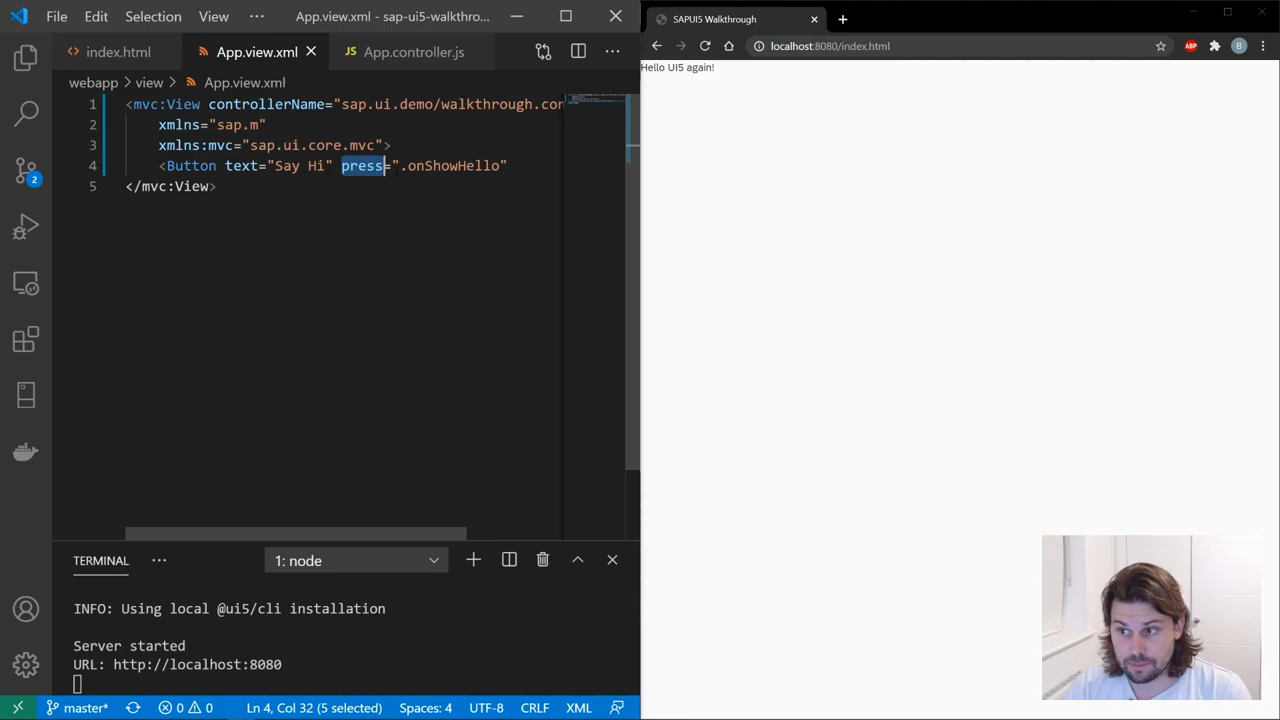 File Edit Selection View ··· App.view.xml - sap-ui5-walkthro...
index.html App.view.xml App.controller.js ···
webapp > view > App.view.xml
1 <mvc:View controllerName="sap.ui.demo/walkthrough.con
2 xmlns="sap.m"
3 xmlns:mvc="sap.ui.core.mvc">
4 <Button text="Say Hi" press=".onShowHello"
5 </mvc:View>
2
TERMINAL ··· 1: node
INFO: Using local @ui5/cli installation
Server started
URL: http://localhost:8080
master* 0 0 Ln 4, Col 32 (5 selected) Spaces: 4 UTF-8 CRLF XML
SAPUI5 Walkthrough
localhost:8080/index.html ABP B
Hello UI5 again!